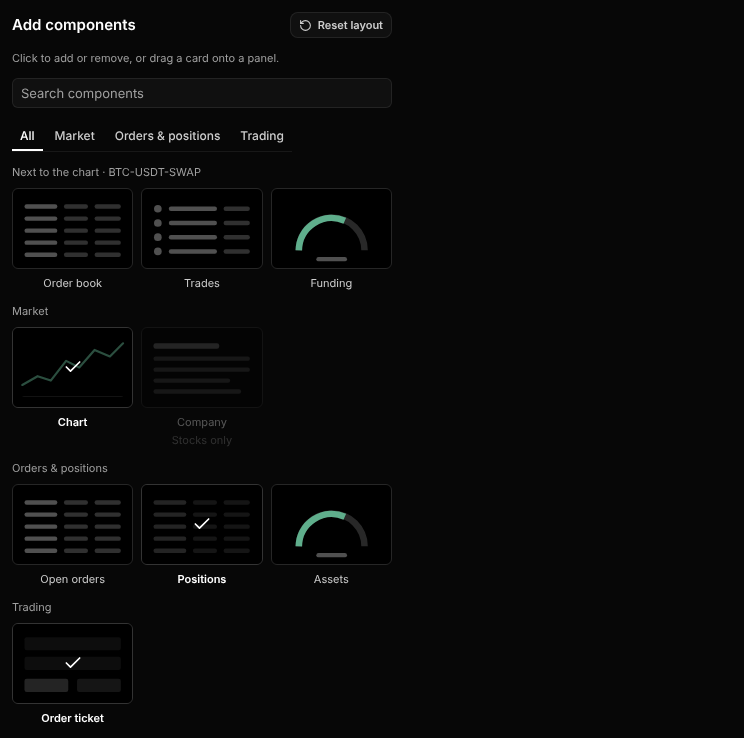 Add components
Reset layout
Click to add or remove, or drag a card onto a panel.
Search components
All Market Orders & positions Trading
Next to the chart · BTC-USDT-SWAP
Order book Trades Funding
Market
Chart Company
Stocks only
Orders & positions
Open orders Positions Assets
Trading
Order ticket